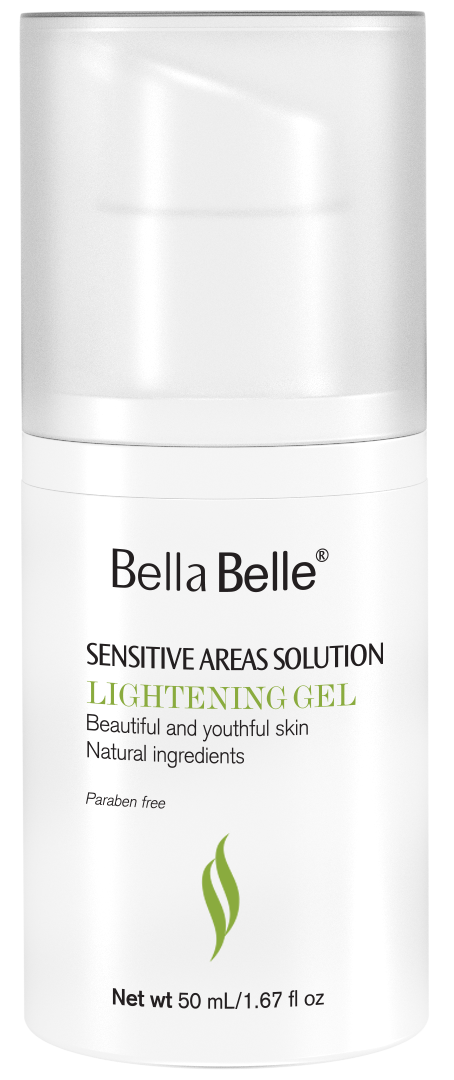 Bella Belle®
SENSITIVE AREAS SOLUTION
LIGHTENING GEL
Beautiful and youthful skin
Natural ingredients
Paraben free
Net wt 50 mL/1.67 fl oz